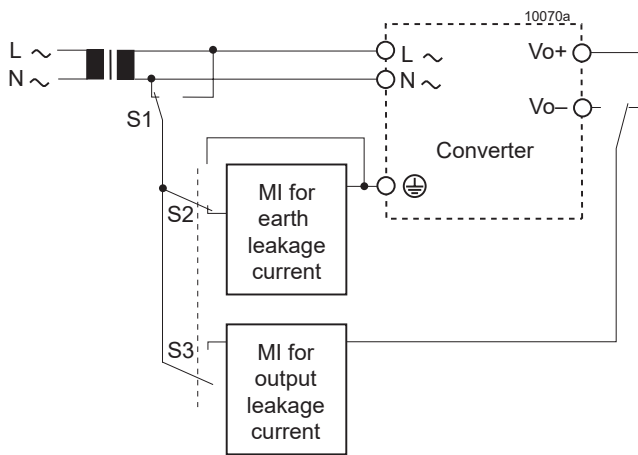 10070a
L ~
L ~
Vo+
N ~
N ~
Vo–
S1
Converter
MI for
earth
leakage
current
S2
S3
MI for
output
leakage
current